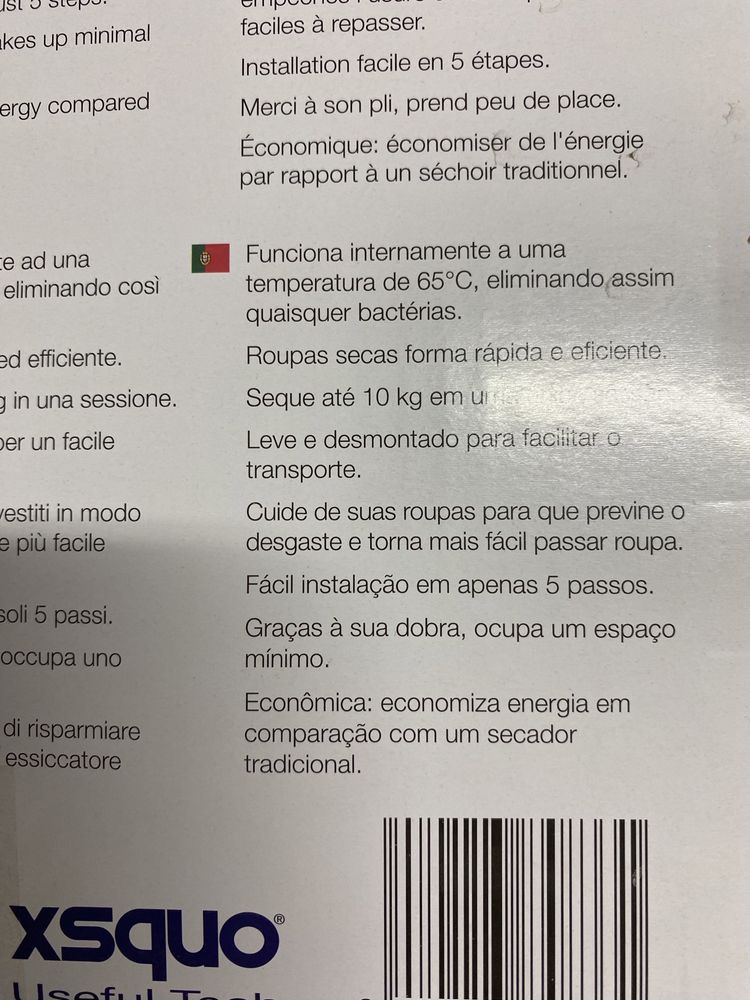 ust 5 steps.
akes up minimal
ergy compared
faciles à repasser.
Installation facile en 5 étapes.
Merci à son pli, prend peu de place.
Économique: économiser de l'énergie
par rapport à un séchoir traditionnel.
te ad una
eliminando così
ed efficiente.
g in una sessione.
per un facile
vestiti in modo
e più facile
soli 5 passi.
occupa uno
di risparmiare
essiccatore
Funciona internamente a uma
temperatura de 65°C, eliminando assim
quaisquer bactérias.
Roupas secas forma rápida e eficiente.
Seque até 10 kg em
Leve e desmontado para facilitar o
transporte.
Cuide de suas roupas para que previne o
desgaste e torna mais fácil passar roupa.
Fácil instalação em apenas 5 passos.
Graças à sua dobra, ocupa um espaço
mínimo.
Econômica: economiza energia em
comparação com um secador
tradicional.
xsquo®
Useful Tech